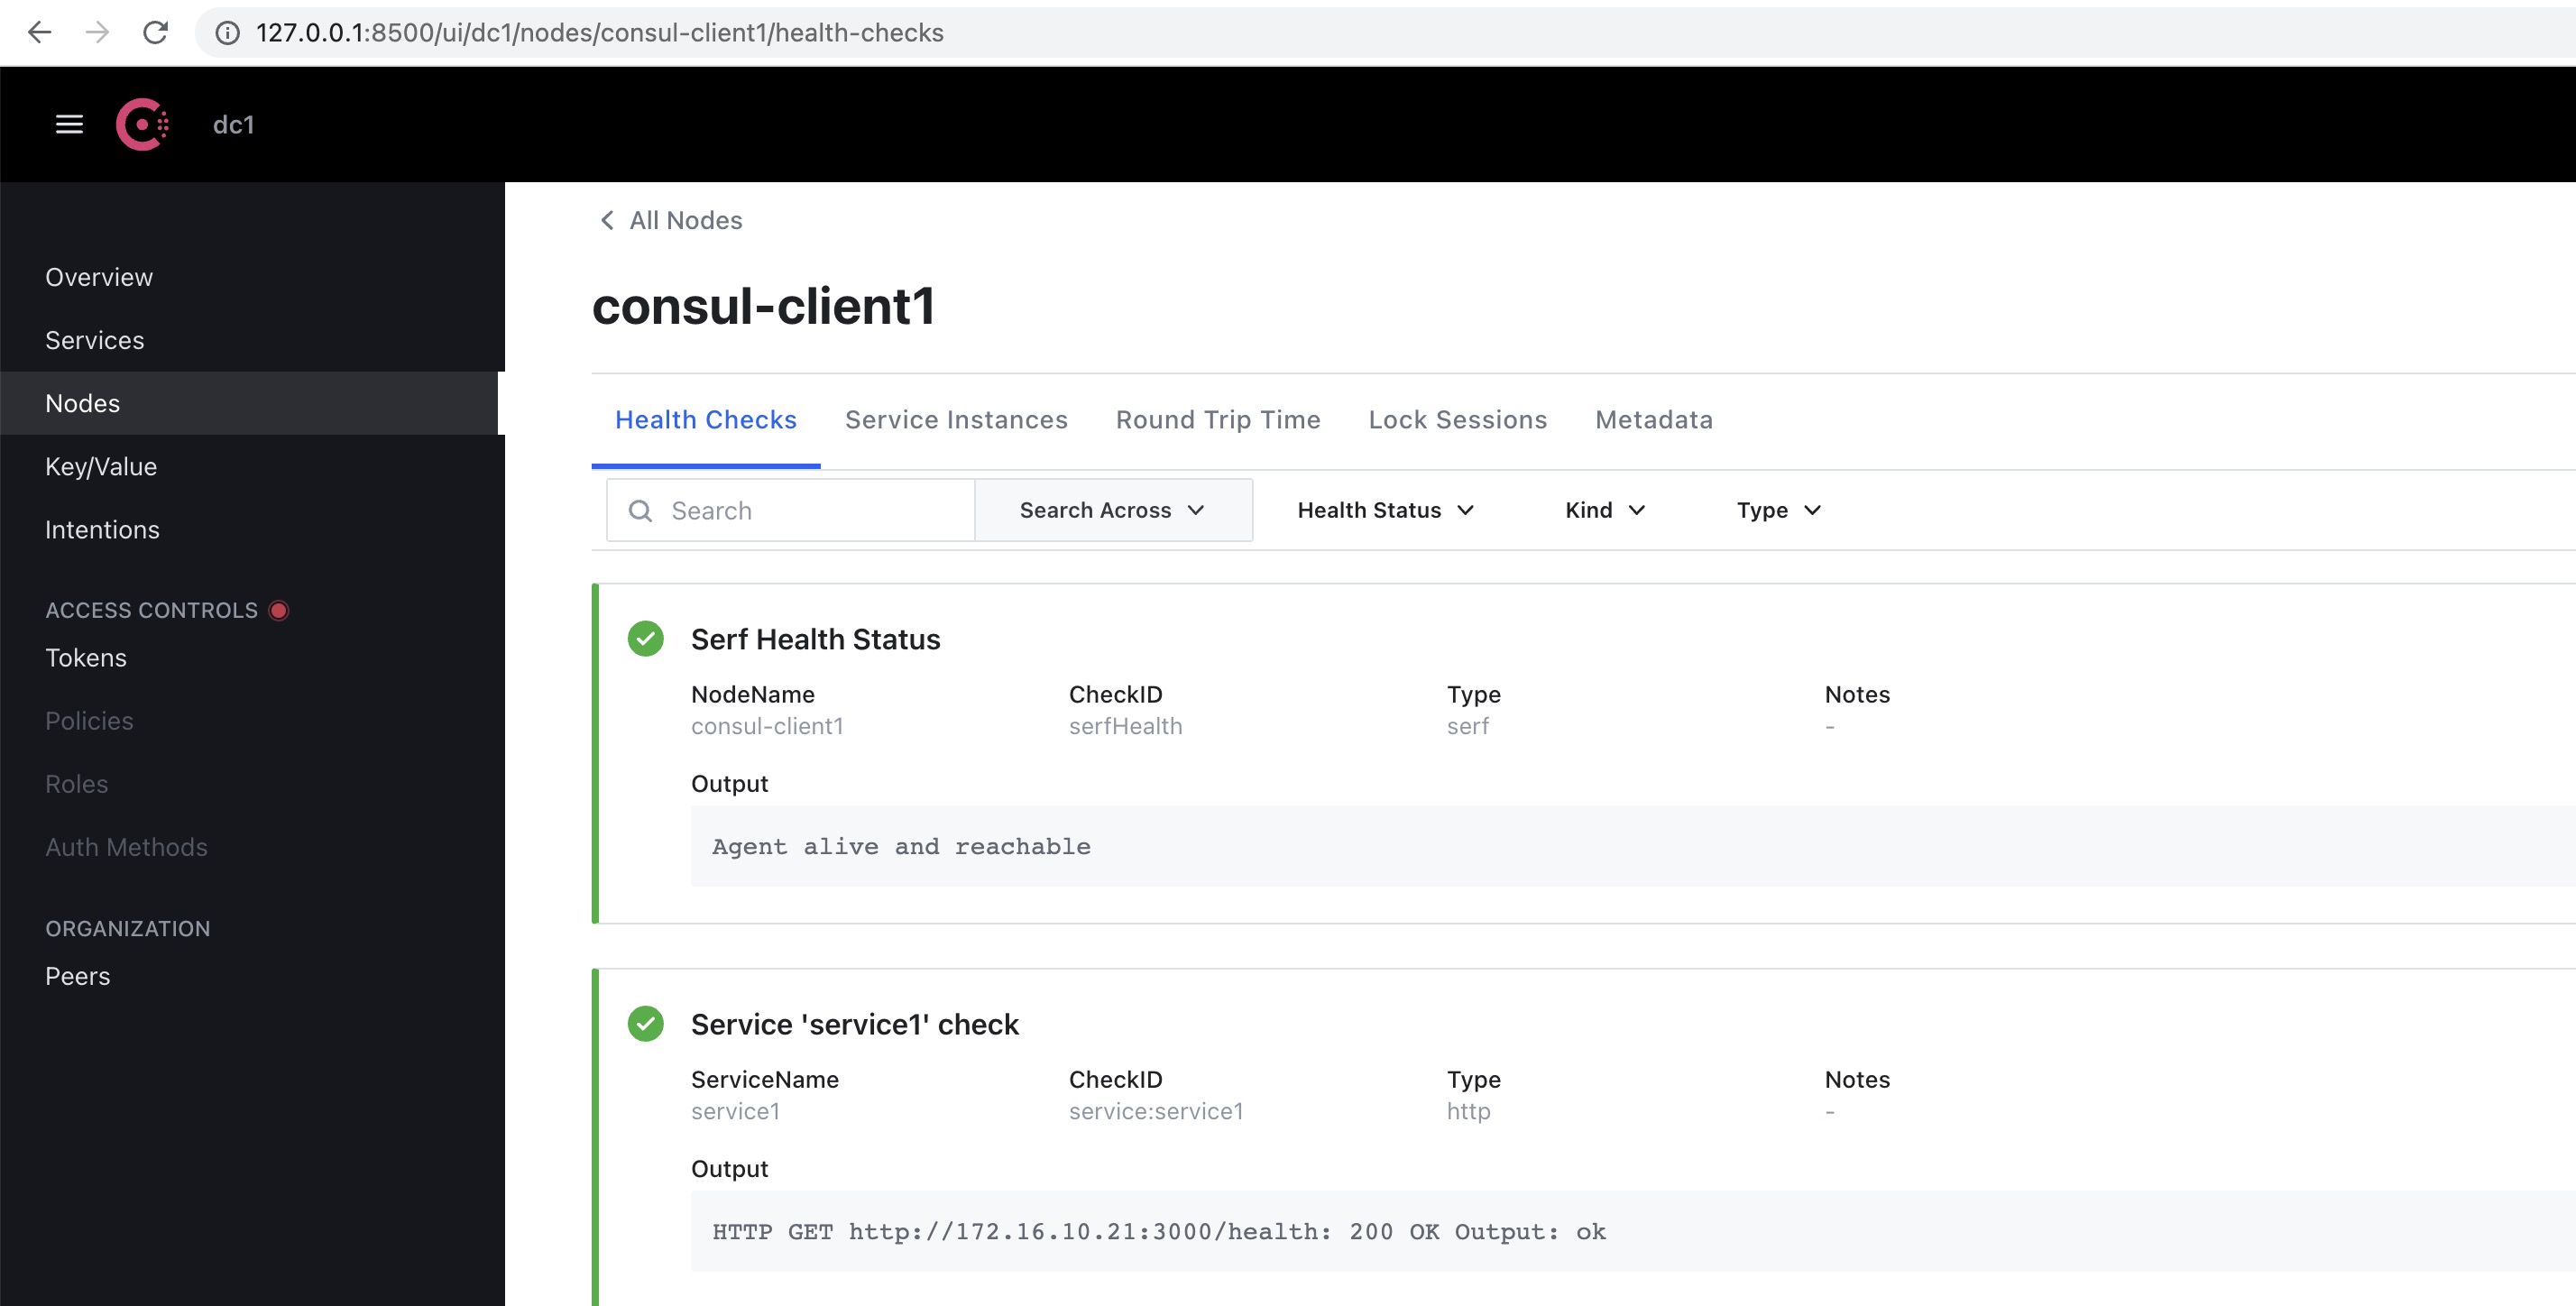 127.0.0.1:8500/ui/dc1/nodes/consul-client1/health-checks
dc1
Overview
Services
Nodes
Key/Value
Intentions
ACCESS CONTROLS
Tokens
Policies
Roles
Auth Methods
ORGANIZATION
Peers
All Nodes
consul-client1
Health Checks Service Instances Round Trip Time Lock Sessions Metadata
Search Search Across Health Status Kind Type
Serf Health Status
NodeName CheckID Type Notes
consul-client1 serfHealth serf -
Output
Agent alive and reachable
Service 'service1' check
ServiceName CheckID Type Notes
service1 service:service1 http -
Output
HTTP GET http://172.16.10.21:3000/health: 200 OK Output: ok